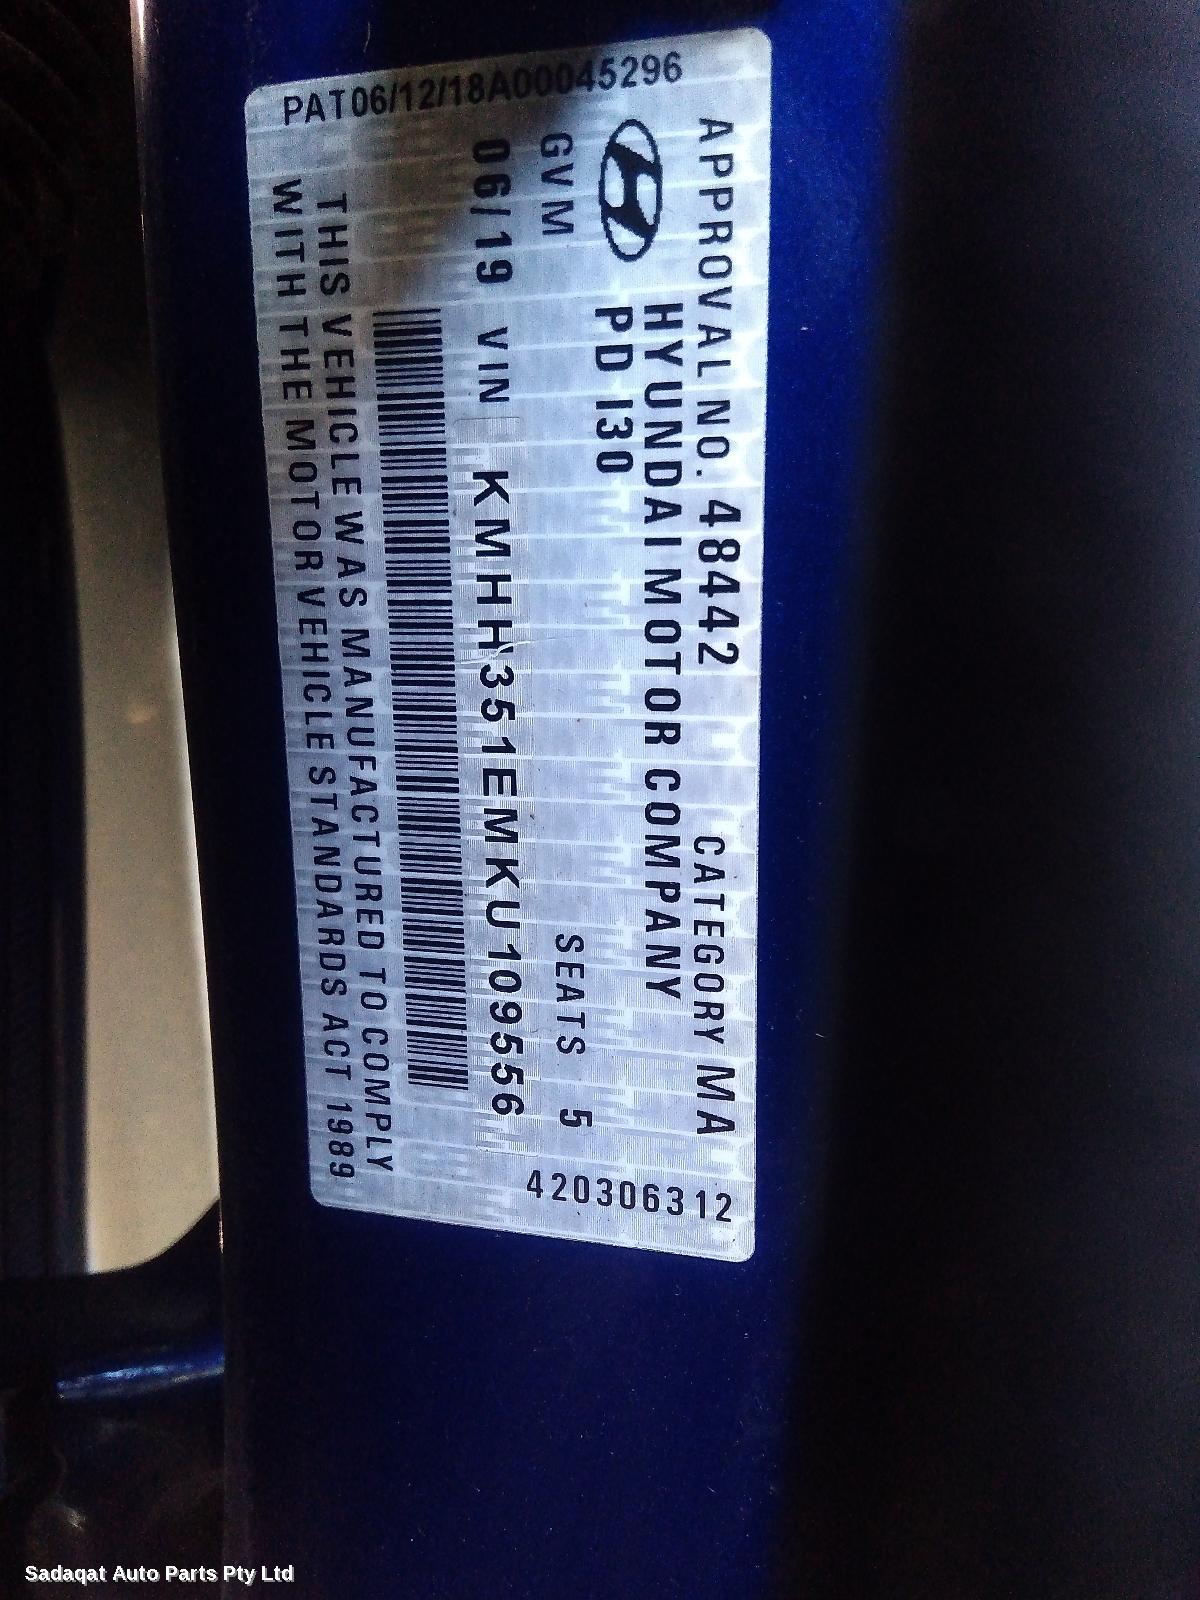 PAT06/12/18A00045296
APPROVAL NO. 48442 CATEGORY MA
HYUNDAI MOTOR COMPANY
PD I30
GVM SEATS 5
06/19 VIN KMHH351EMKU109556
THIS VEHICLE WAS MANUFACTURED TO COMPLY
WITH THE MOTOR VEHICLE STANDARDS ACT 1989
420306312
Sadaqat Auto Parts Pty Ltd